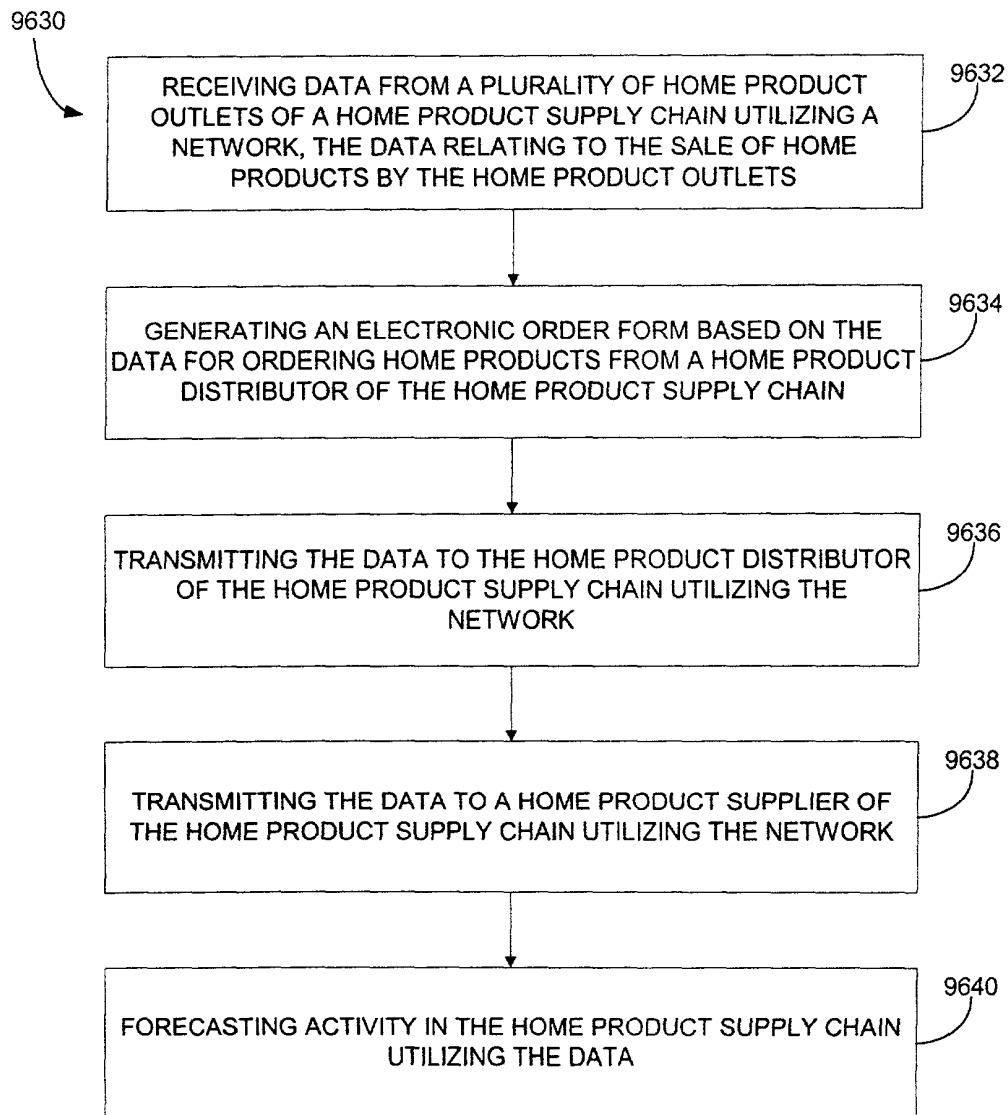 9630
9632
RECEIVING DATA FROM A PLURALITY OF HOME PRODUCT
OUTLETS OF A HOME PRODUCT SUPPLY CHAIN UTILIZING A
NETWORK, THE DATA RELATING TO THE SALE OF HOME
PRODUCTS BY THE HOME PRODUCT OUTLETS
9634
GENERATING AN ELECTRONIC ORDER FORM BASED ON THE
DATA FOR ORDERING HOME PRODUCTS FROM A HOME PRODUCT
DISTRIBUTOR OF THE HOME PRODUCT SUPPLY CHAIN
9636
TRANSMITTING THE DATA TO THE HOME PRODUCT DISTRIBUTOR
OF THE HOME PRODUCT SUPPLY CHAIN UTILIZING THE
NETWORK
9638
TRANSMITTING THE DATA TO A HOME PRODUCT SUPPLIER OF
THE HOME PRODUCT SUPPLY CHAIN UTILIZING THE NETWORK
9640
FORECASTING ACTIVITY IN THE HOME PRODUCT SUPPLY CHAIN
UTILIZING THE DATA